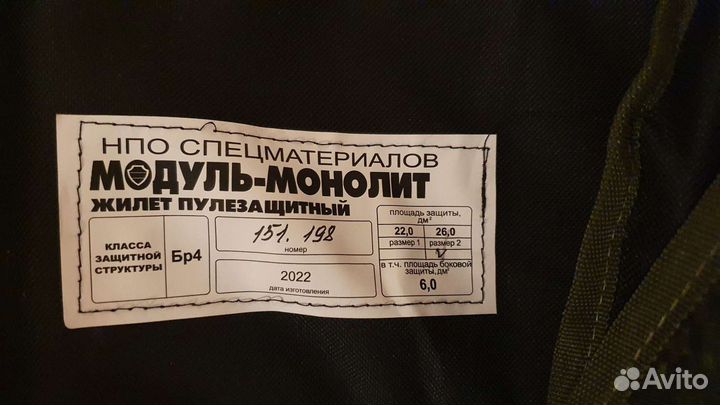 НПО СПЕЦМАТЕРИАЛОВ
МОДУЛЬ-МОНОЛИТ
ЖИЛЕТ ПУЛЕЗАЩИТНЫЙ
КЛАССА
ЗАЩИТНОЙ
СТРУКТУРЫ
Бр4
151. 198
номер
2022
дата изготовления
площадь защиты,
дм²
22,0 26,0
размер 1 размер 2
в т.ч. площадь боковой
защиты, дм²
6,0
Avito